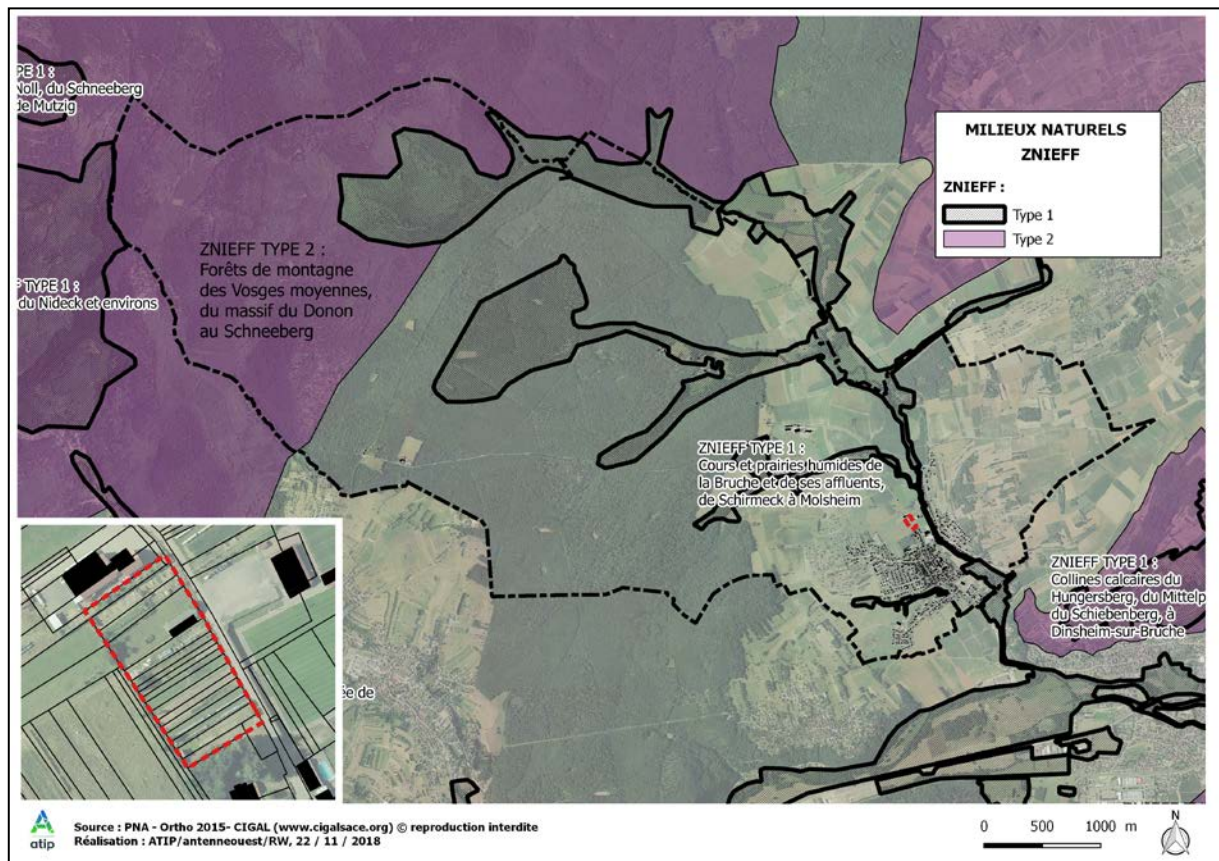 PE 1 :
Noll, du Schneeberg
de Mutzig
MILIEUX NATURELS
ZNIEFF
ZNIEFF :
Type 1
Type 2
ZNIEFF TYPE 2 :
Forêts de montagne
des Vosges moyennes,
du massif du Donon
au Schneeberg
F TYPE 1 :
du Nideck et environs
ZNIEFF TYPE 1 :
Cours et prairies humides de
la Bruche et de ses affluents,
de Schirmeck à Molsheim
ZNIEFF TYPE 1 :
Collines calcaires du
Hungersberg, du Mittelp
du Schiebenberg, à
Dinsheim-sur-Bruche
ée de
atip
Source : PNA - Ortho 2015- CIGAL (www.cigalsace.org) © reproduction interdite
Réalisation : ATIP/antenneouest/RW, 22 / 11 / 2018
0 500 1000 m
N